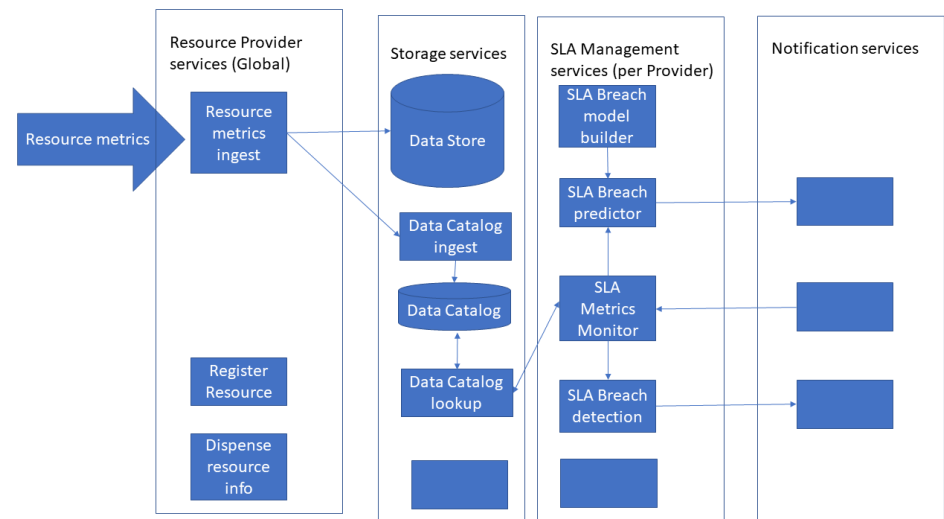 Resource Provider
services (Global)
Storage services
SLA Management
services (per Provider)
Notification services
Resource metrics
Resource
metrics
ingest
Data Store
SLA Breach
model
builder
SLA Breach
predictor
Data Catalog
ingest
Data Catalog
SLA
Metrics
Monitor
Register
Resource
Data Catalog
lookup
SLA Breach
detection
Dispense
resource
info